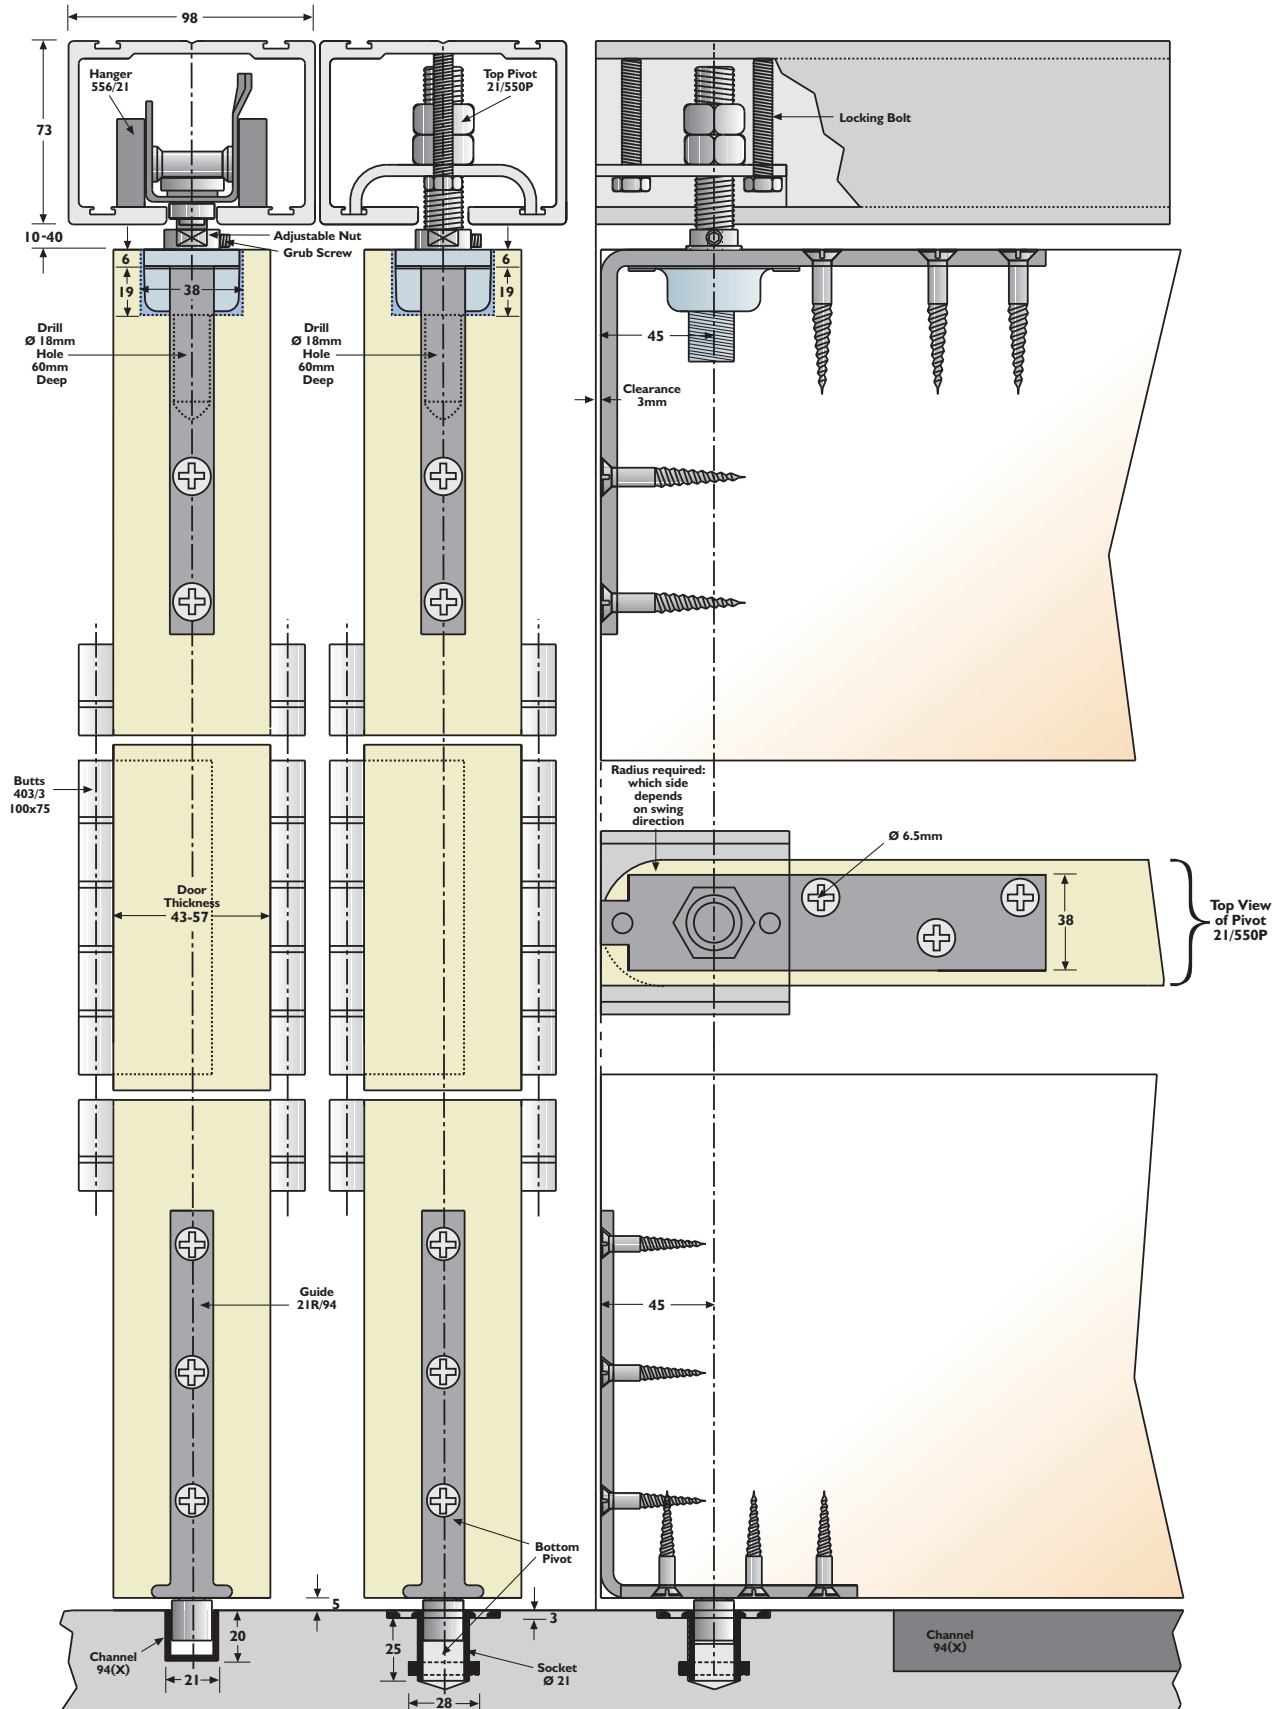 98
Hanger
556/21
Top Pivot
21/550P
Locking Bolt
73
10-40
Adjustable Nut
Grub Screw
6
19
38
6
19
Drill
Ø 18mm
Hole
60mm
Deep
Drill
Ø 18mm
Hole
60mm
Deep
45
Clearance
3mm
Butts
403/3
100x75
Radius required:
which side
depends
on swing
direction
Ø 6.5mm
Door
Thickness
43-57
38
Top View
of Pivot
21/550P
Guide
21R/94
45
Bottom
Pivot
5
3
Channel
94(X)
20
21
25
Socket
Ø 21
28
Channel
94(X)